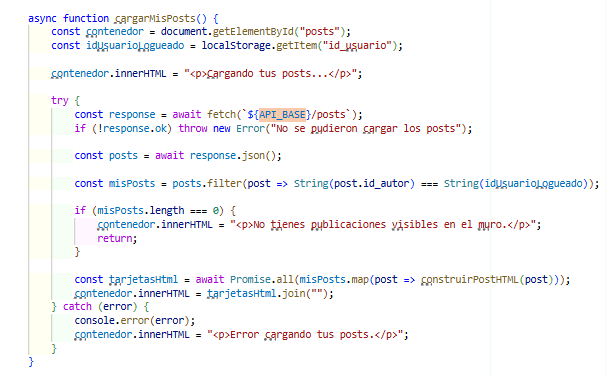 async function cargarMisPosts() {
    const contenedor = document.getElementById("posts");
    const idUsuarioLogueado = localStorage.getItem("id_usuario");

    contenedor.innerHTML = "<p>Cargando tus posts...</p>";

    try {
        const response = await fetch(`${API_BASE}/posts`);
        if (!response.ok) throw new Error("No se pudieron cargar los posts");

        const posts = await response.json();

        const misPosts = posts.filter(post => String(post.id_autor) === String(idUsuarioLogueado));

        if (misPosts.length === 0) {
            contenedor.innerHTML = "<p>No tienes publicaciones visibles en el muro.</p>";
            return;
        }

        const tarjetasHtml = await Promise.all(misPosts.map(post => construirPostHTML(post)));
        contenedor.innerHTML = tarjetasHtml.join("");
    } catch (error) {
        console.error(error);
        contenedor.innerHTML = "<p>Error cargando tus posts.</p>";
    }
}